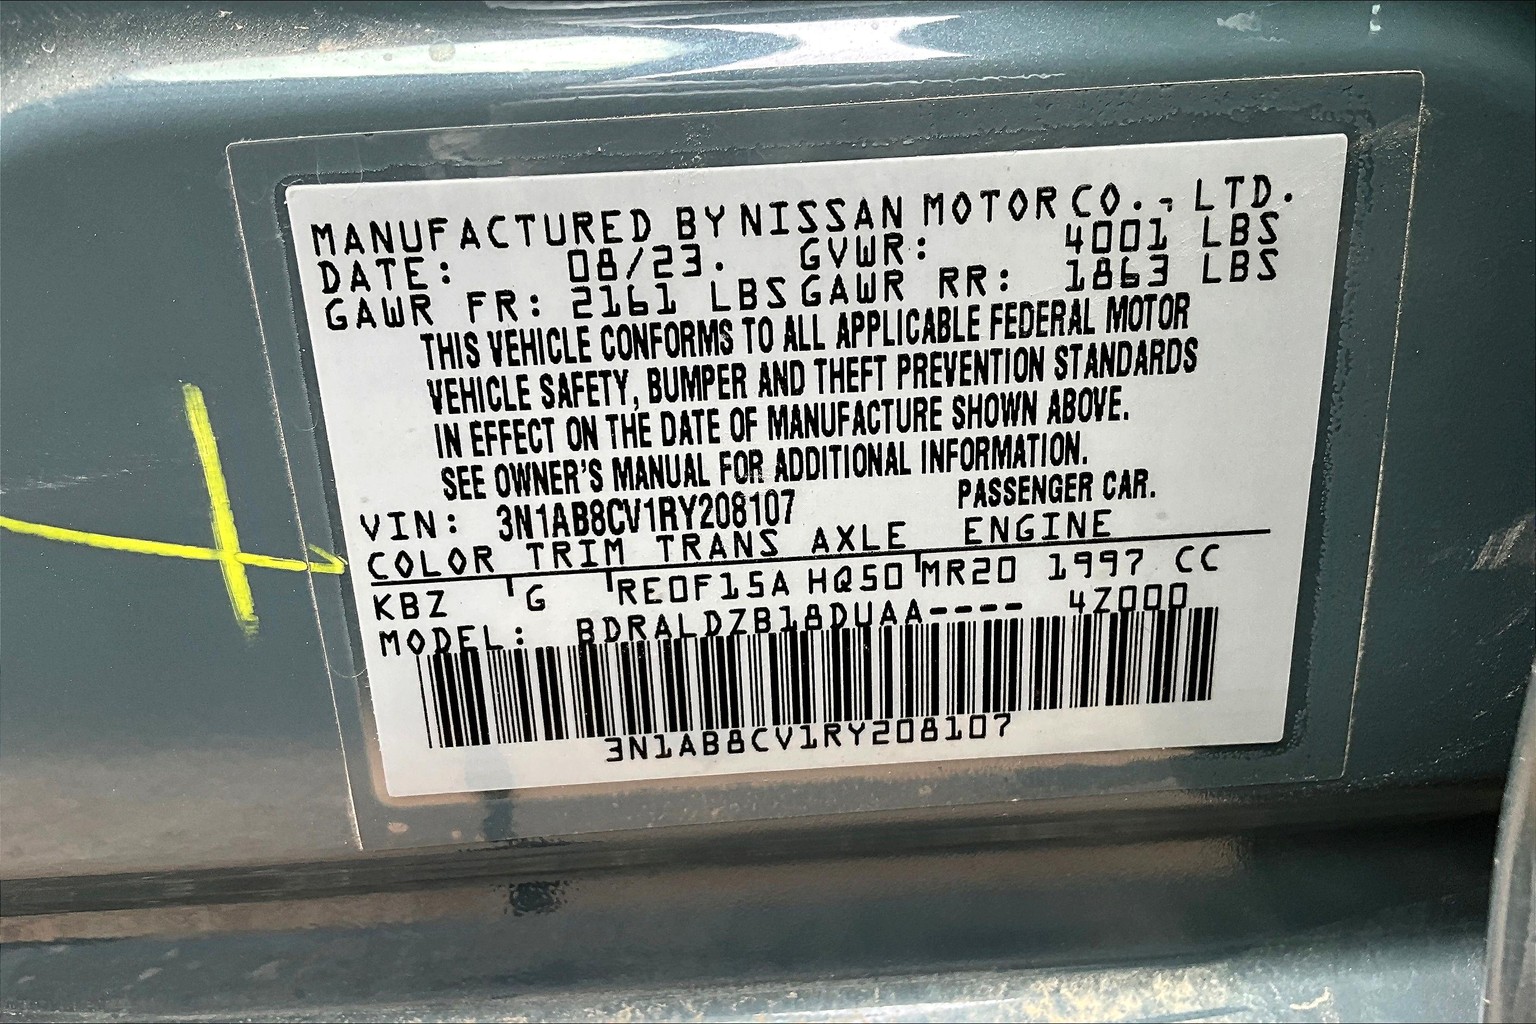 MANUFACTURED BY NISSAN MOTOR CO., LTD.
DATE: 08/23. GVWR: 4001 LBS
GAWR FR: 2161 LBS GAWR RR: 1863 LBS
THIS VEHICLE CONFORMS TO ALL APPLICABLE FEDERAL MOTOR
VEHICLE SAFETY, BUMPER AND THEFT PREVENTION STANDARDS
IN EFFECT ON THE DATE OF MANUFACTURE SHOWN ABOVE.
SEE OWNER'S MANUAL FOR ADDITIONAL INFORMATION.
VIN: 3N1AB8CV1RY208107 PASSENGER CAR.
COLOR TRIM TRANS AXLE ENGINE
KBZ G RE0F15A HQ50 MR20 1997 CC
MODEL: BDRALDZB18DUAA---- 4Z000
3N1AB8CV1RY208107